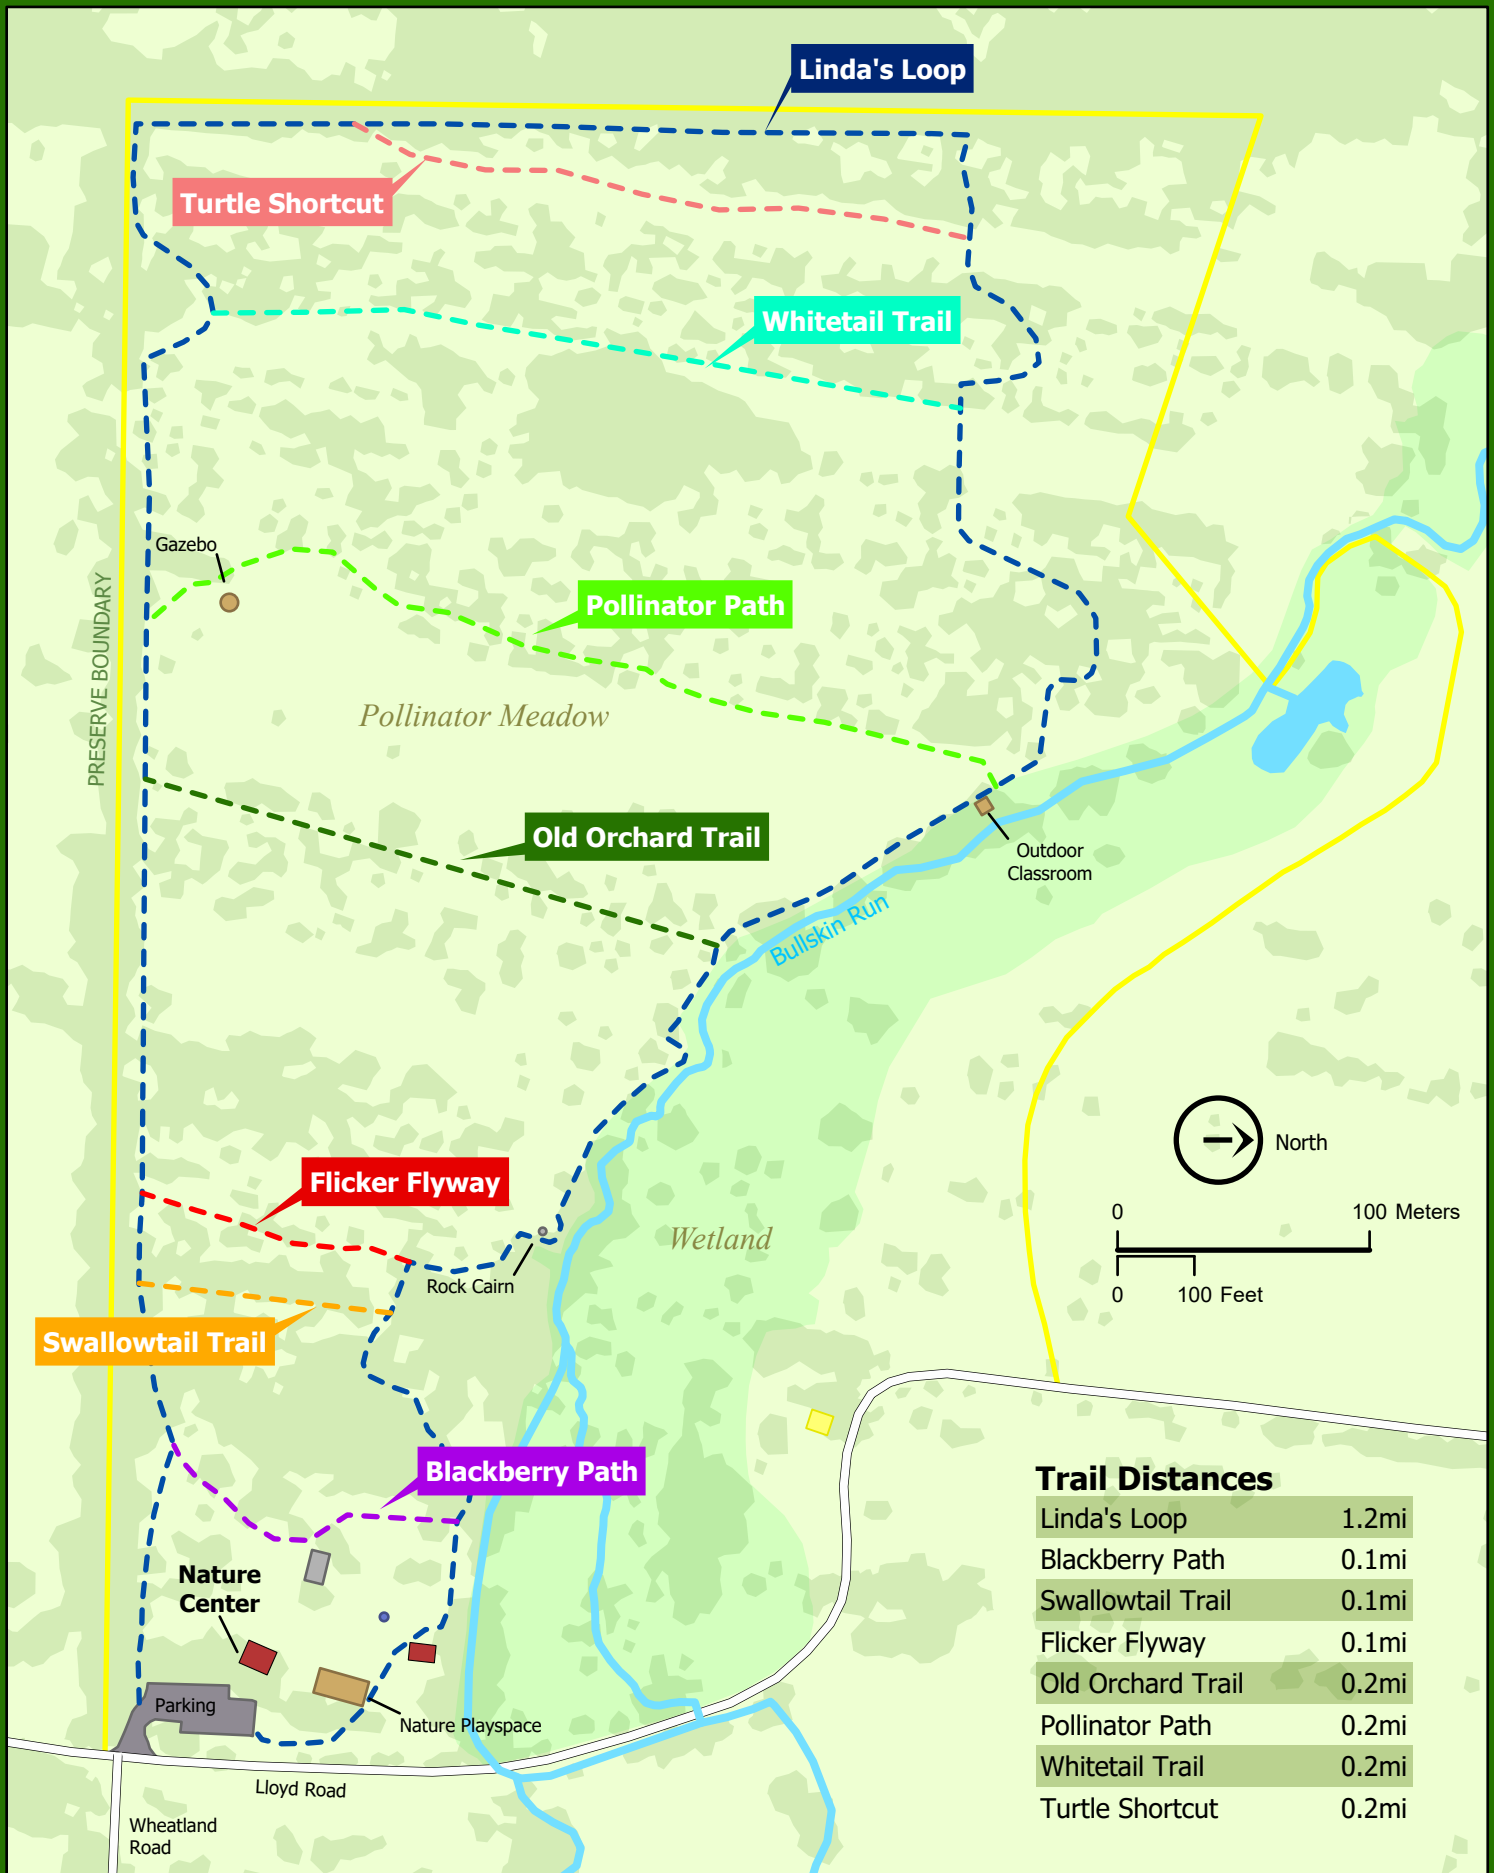 Linda's Loop
Turtle Shortcut
Whitetail Trail
Gazebo
Pollinator Path
PRESERVE BOUNDARY
Pollinator Meadow
Old Orchard Trail
Outdoor
Classroom
Bullskin Run
North
Flicker Flyway
Wetland
0
100 Meters
0
100 Feet
Rock Cairn
Swallowtail Trail
Blackberry Path
Nature
Center
Parking
Nature Playspace
Lloyd Road
Wheatland
Road
Trail Distances
Linda's Loop 1.2mi
Blackberry Path 0.1mi
Swallowtail Trail 0.1mi
Flicker Flyway 0.1mi
Old Orchard Trail 0.2mi
Pollinator Path 0.2mi
Whitetail Trail 0.2mi
Turtle Shortcut 0.2mi